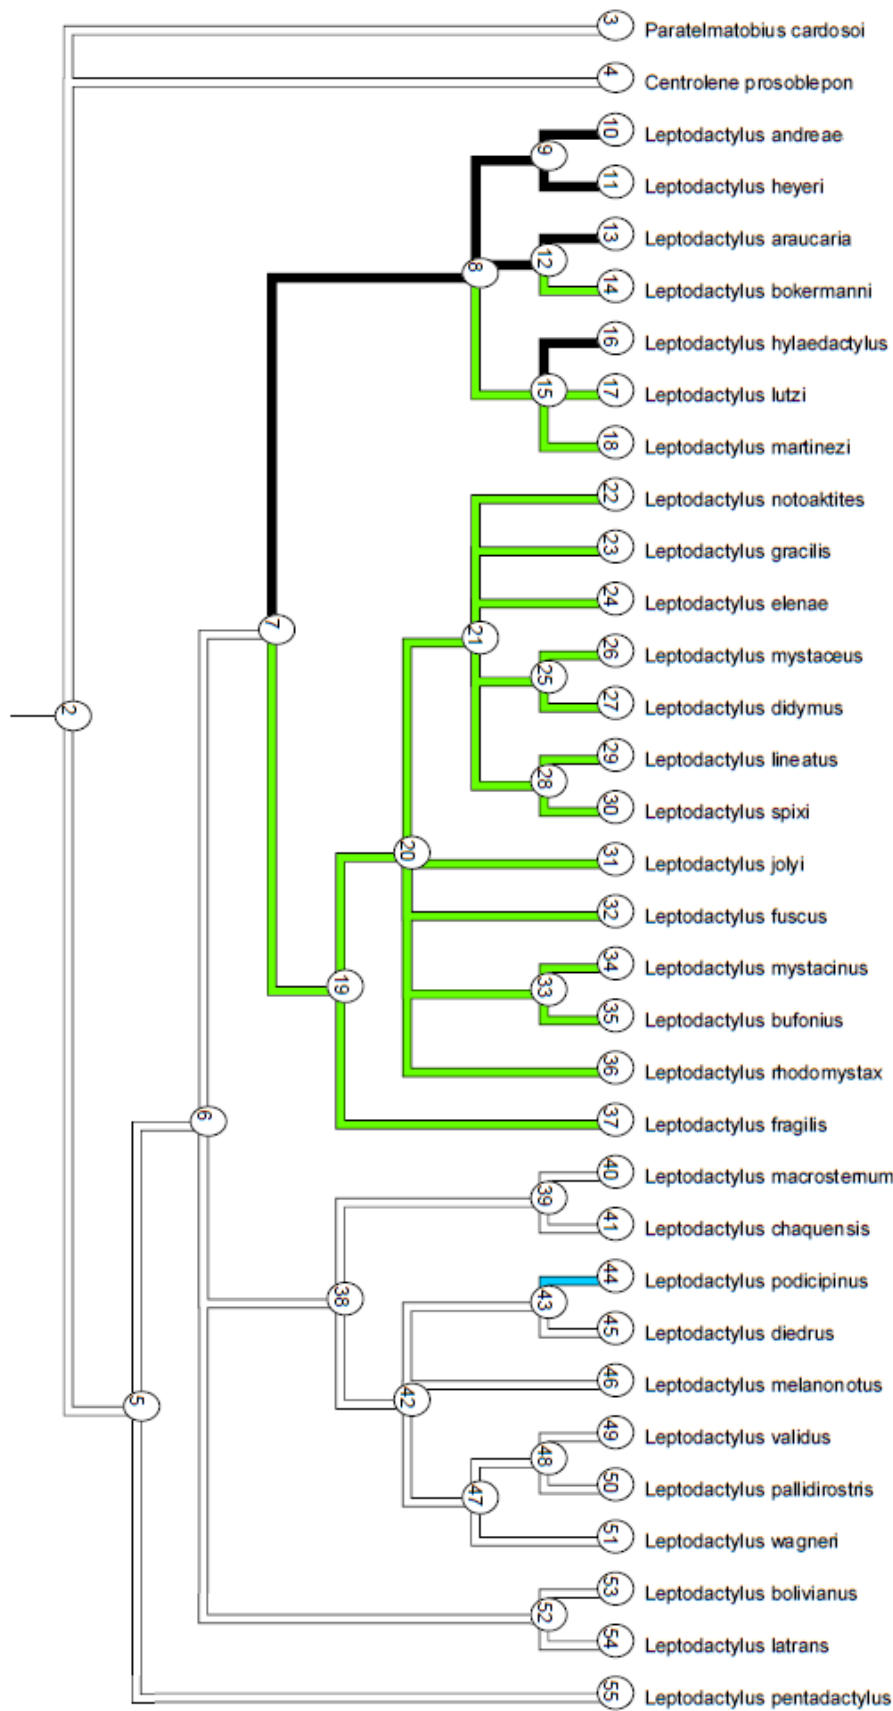 3 Paratelmatobius cardosoi
4 Centrolene prosoblepon
10 Leptodactylus andreae
9
11 Leptodactylus heyeri
13 Leptodactylus araucaria
12
8
14 Leptodactylus bokermanni
16 Leptodactylus hylaedactylus
15
17 Leptodactylus lutzi
18 Leptodactylus martinezi
22 Leptodactylus notoaktites
23 Leptodactylus gracilis
24 Leptodactylus elenae
7
21
26 Leptodactylus mystaceus
25
27 Leptodactylus didymus
2
29 Leptodactylus lineatus
28
30 Leptodactylus spixi
20
31 Leptodactylus jolyi
32 Leptodactylus fuscus
34 Leptodactylus mystacinus
19
33
35 Leptodactylus bufonius
36 Leptodactylus rhodomystax
6
37 Leptodactylus fragilis
40 Leptodactylus macrosternum
39
41 Leptodactylus chaquensis
44 Leptodactylus podicipinus
38
43
45 Leptodactylus diedrus
46 Leptodactylus melanonotus
5
42
49 Leptodactylus validus
48
50 Leptodactylus pallidirostris
47
51 Leptodactylus wagneri
53 Leptodactylus bolivianus
52
54 Leptodactylus latrans
55 Leptodactylus pentadactylus